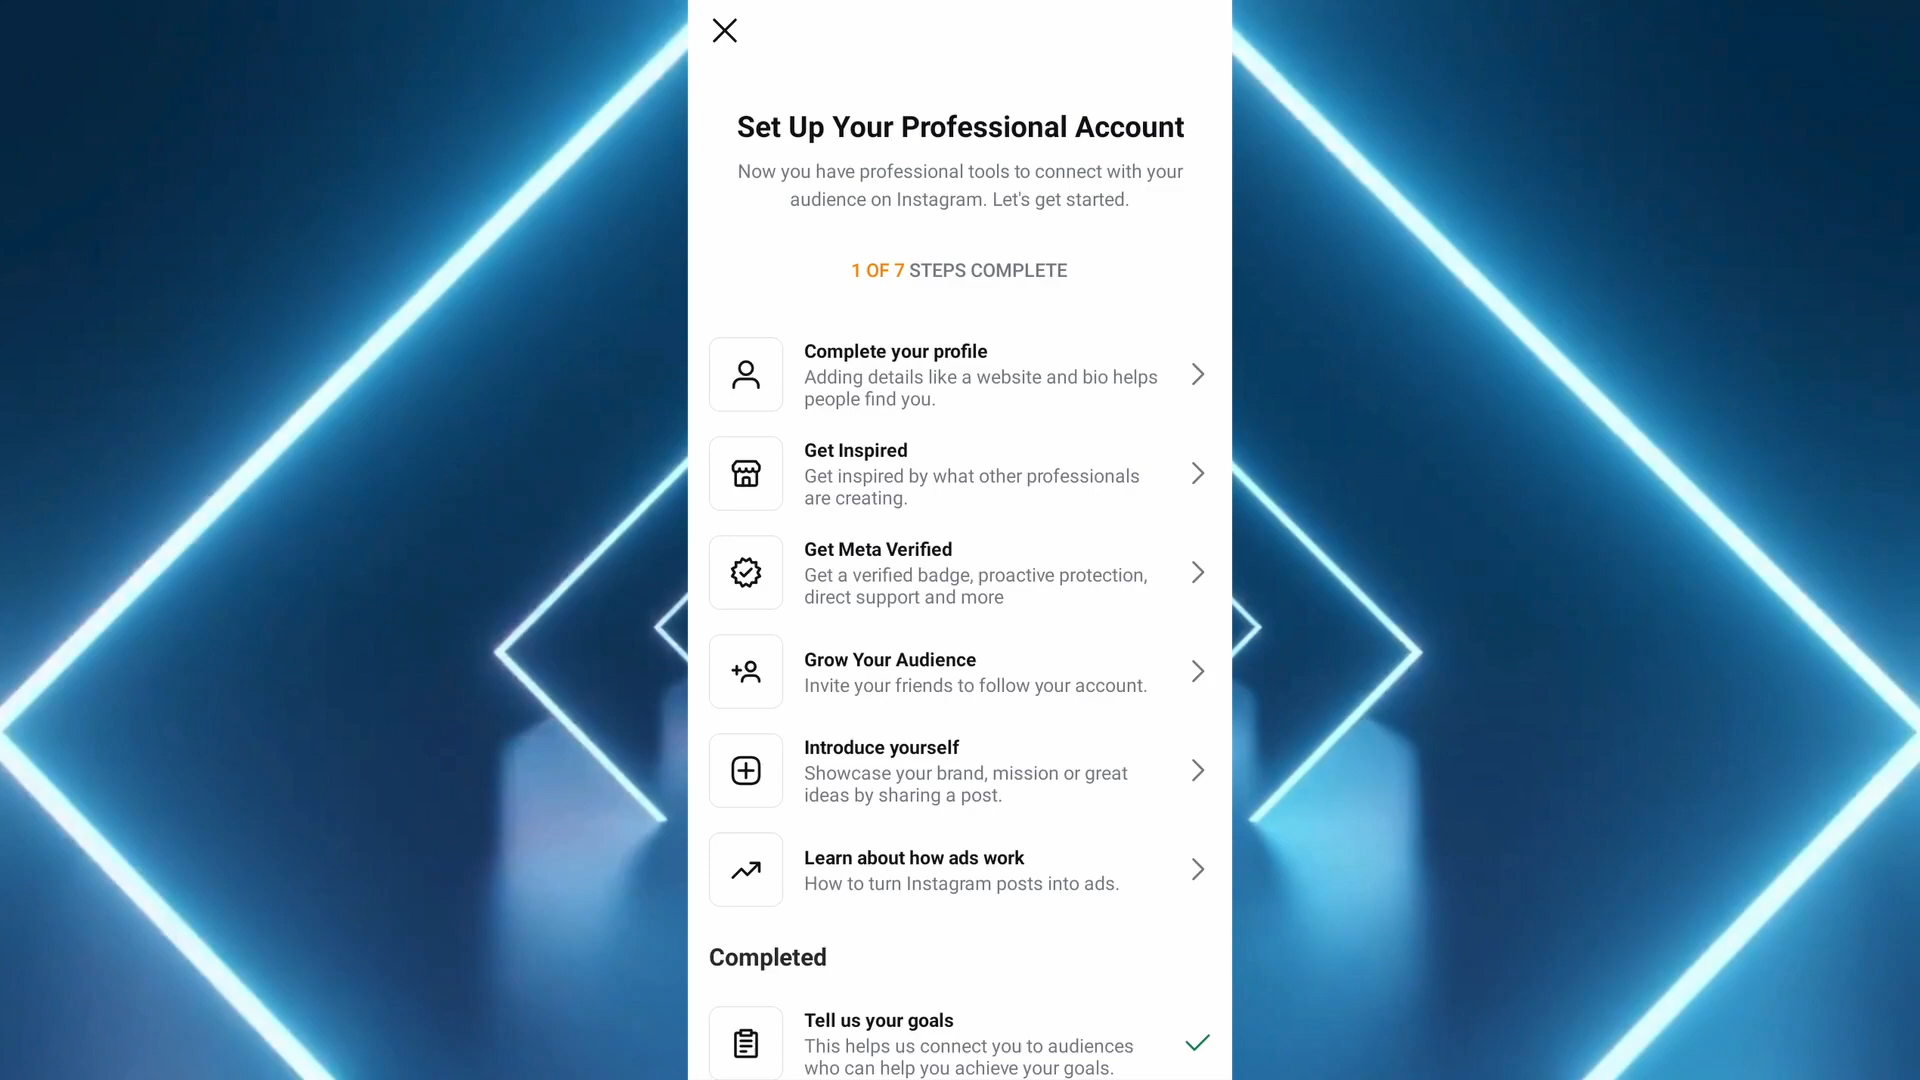 Set Up Your Professional Account
Now you have professional tools to connect with your
audience on Instagram. Let's get started.
1 OF 7 STEPS COMPLETE
Complete your profile
Adding details like a website and bio helps
people find you.
Get Inspired
Get inspired by what other professionals
are creating.
Get Meta Verified
Get a verified badge, proactive protection,
direct support and more
Grow Your Audience
Invite your friends to follow your account.
Introduce yourself
Showcase your brand, mission or great
ideas by sharing a post.
Learn about how ads work
How to turn Instagram posts into ads.
Completed
Tell us your goals
This helps us connect you to audiences
who can help you achieve your goals.